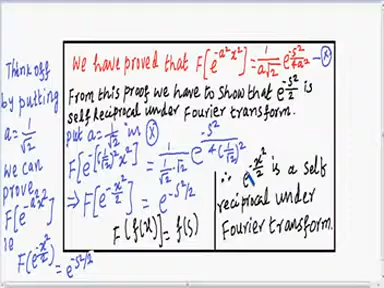 We have proved that F[e^{-a²x²}] = 1/(a√2) e^{-s²/4a²} —(×)
From this proof we have to show that e^{-s²/2} is
self Reciprocal under Fourier transform.
put a = 1/√2 in (×)
F[e^{-(1/√2)²x²}] = 1/(1/√2 · √2) e^{-s²/4(1/√2)²}
⇒ F[e^{-x²/2}] = e^{-s²/2}
F(f(x)) = f(s)
∴ e^{-x²/2} is a self
reciprocal under
Fourier transform.
Think off
by putting
a = 1/√2
we can
prove
F[e^{-a²x²}]
ie
F(e^{-x²/2}) = e^{-s²/2}